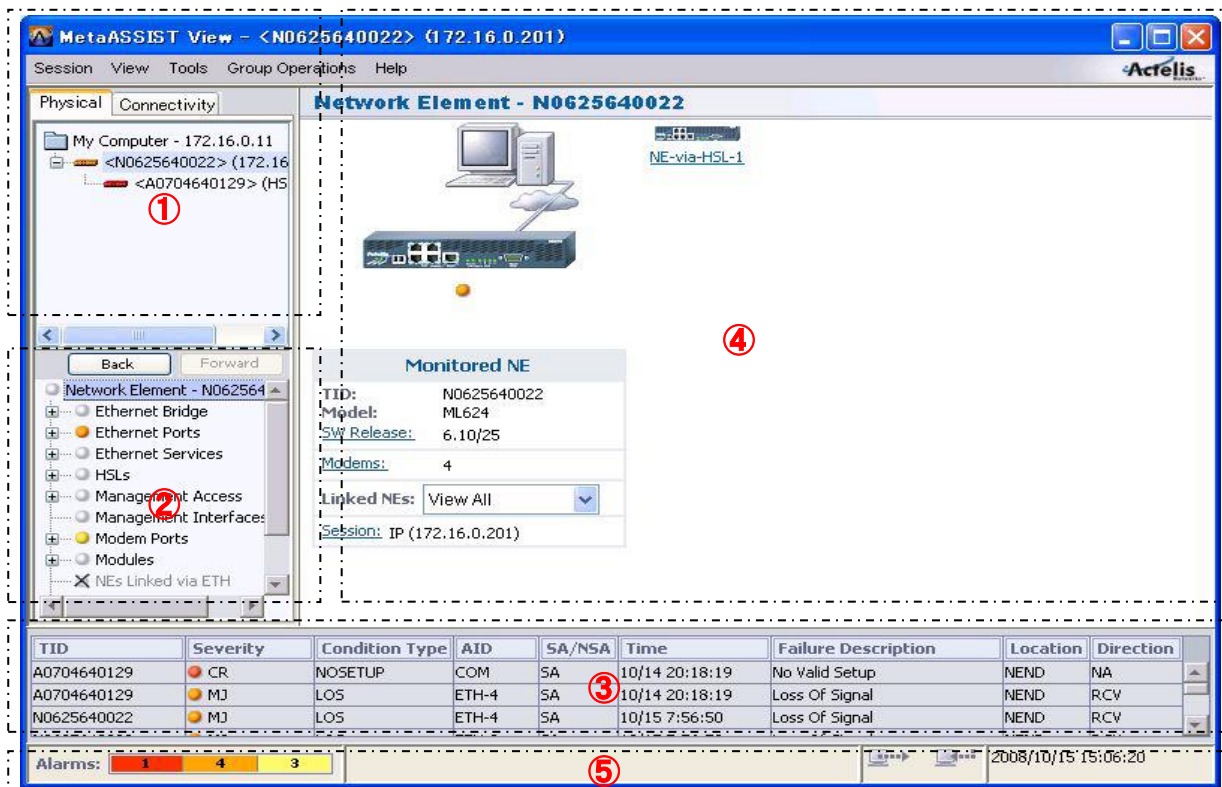 MetaASSIST View - <N0625640022> (172.16.0.201)
Session View Tools Group Operations Help
Actelis
Physical Connectivity
My Computer - 172.16.0.11
<N0625640022> (172.16
<A0704640129> (HS
①
Back Forward
Network Element - N062564
Ethernet Bridge
Ethernet Ports
Ethernet Services
HSLs
Management Access
Management Interfaces
②
Modem Ports
Modules
NEs Linked via ETH
Network Element - N0625640022
NE-via-HSL-1
④
Monitored NE
TID: N0625640022
Model: ML624
SW Release: 6.10/25
Modems: 4
Linked NEs: View All
Session: IP (172.16.0.201)
TID Severity Condition Type AID SA/NSA Time Failure Description Location Direction
A0704640129 CR NOSETUP COM SA 10/14 20:18:19 No Valid Setup NEND NA
A0704640129 MJ LOS ETH-4 SA 10/14 20:18:19 Loss Of Signal NEND RCV
N0625640022 MJ LOS ETH-4 SA 10/15 7:56:50 Loss Of Signal NEND RCV
③
Alarms: 1 4 3
⑤
2008/10/15 15:06:20